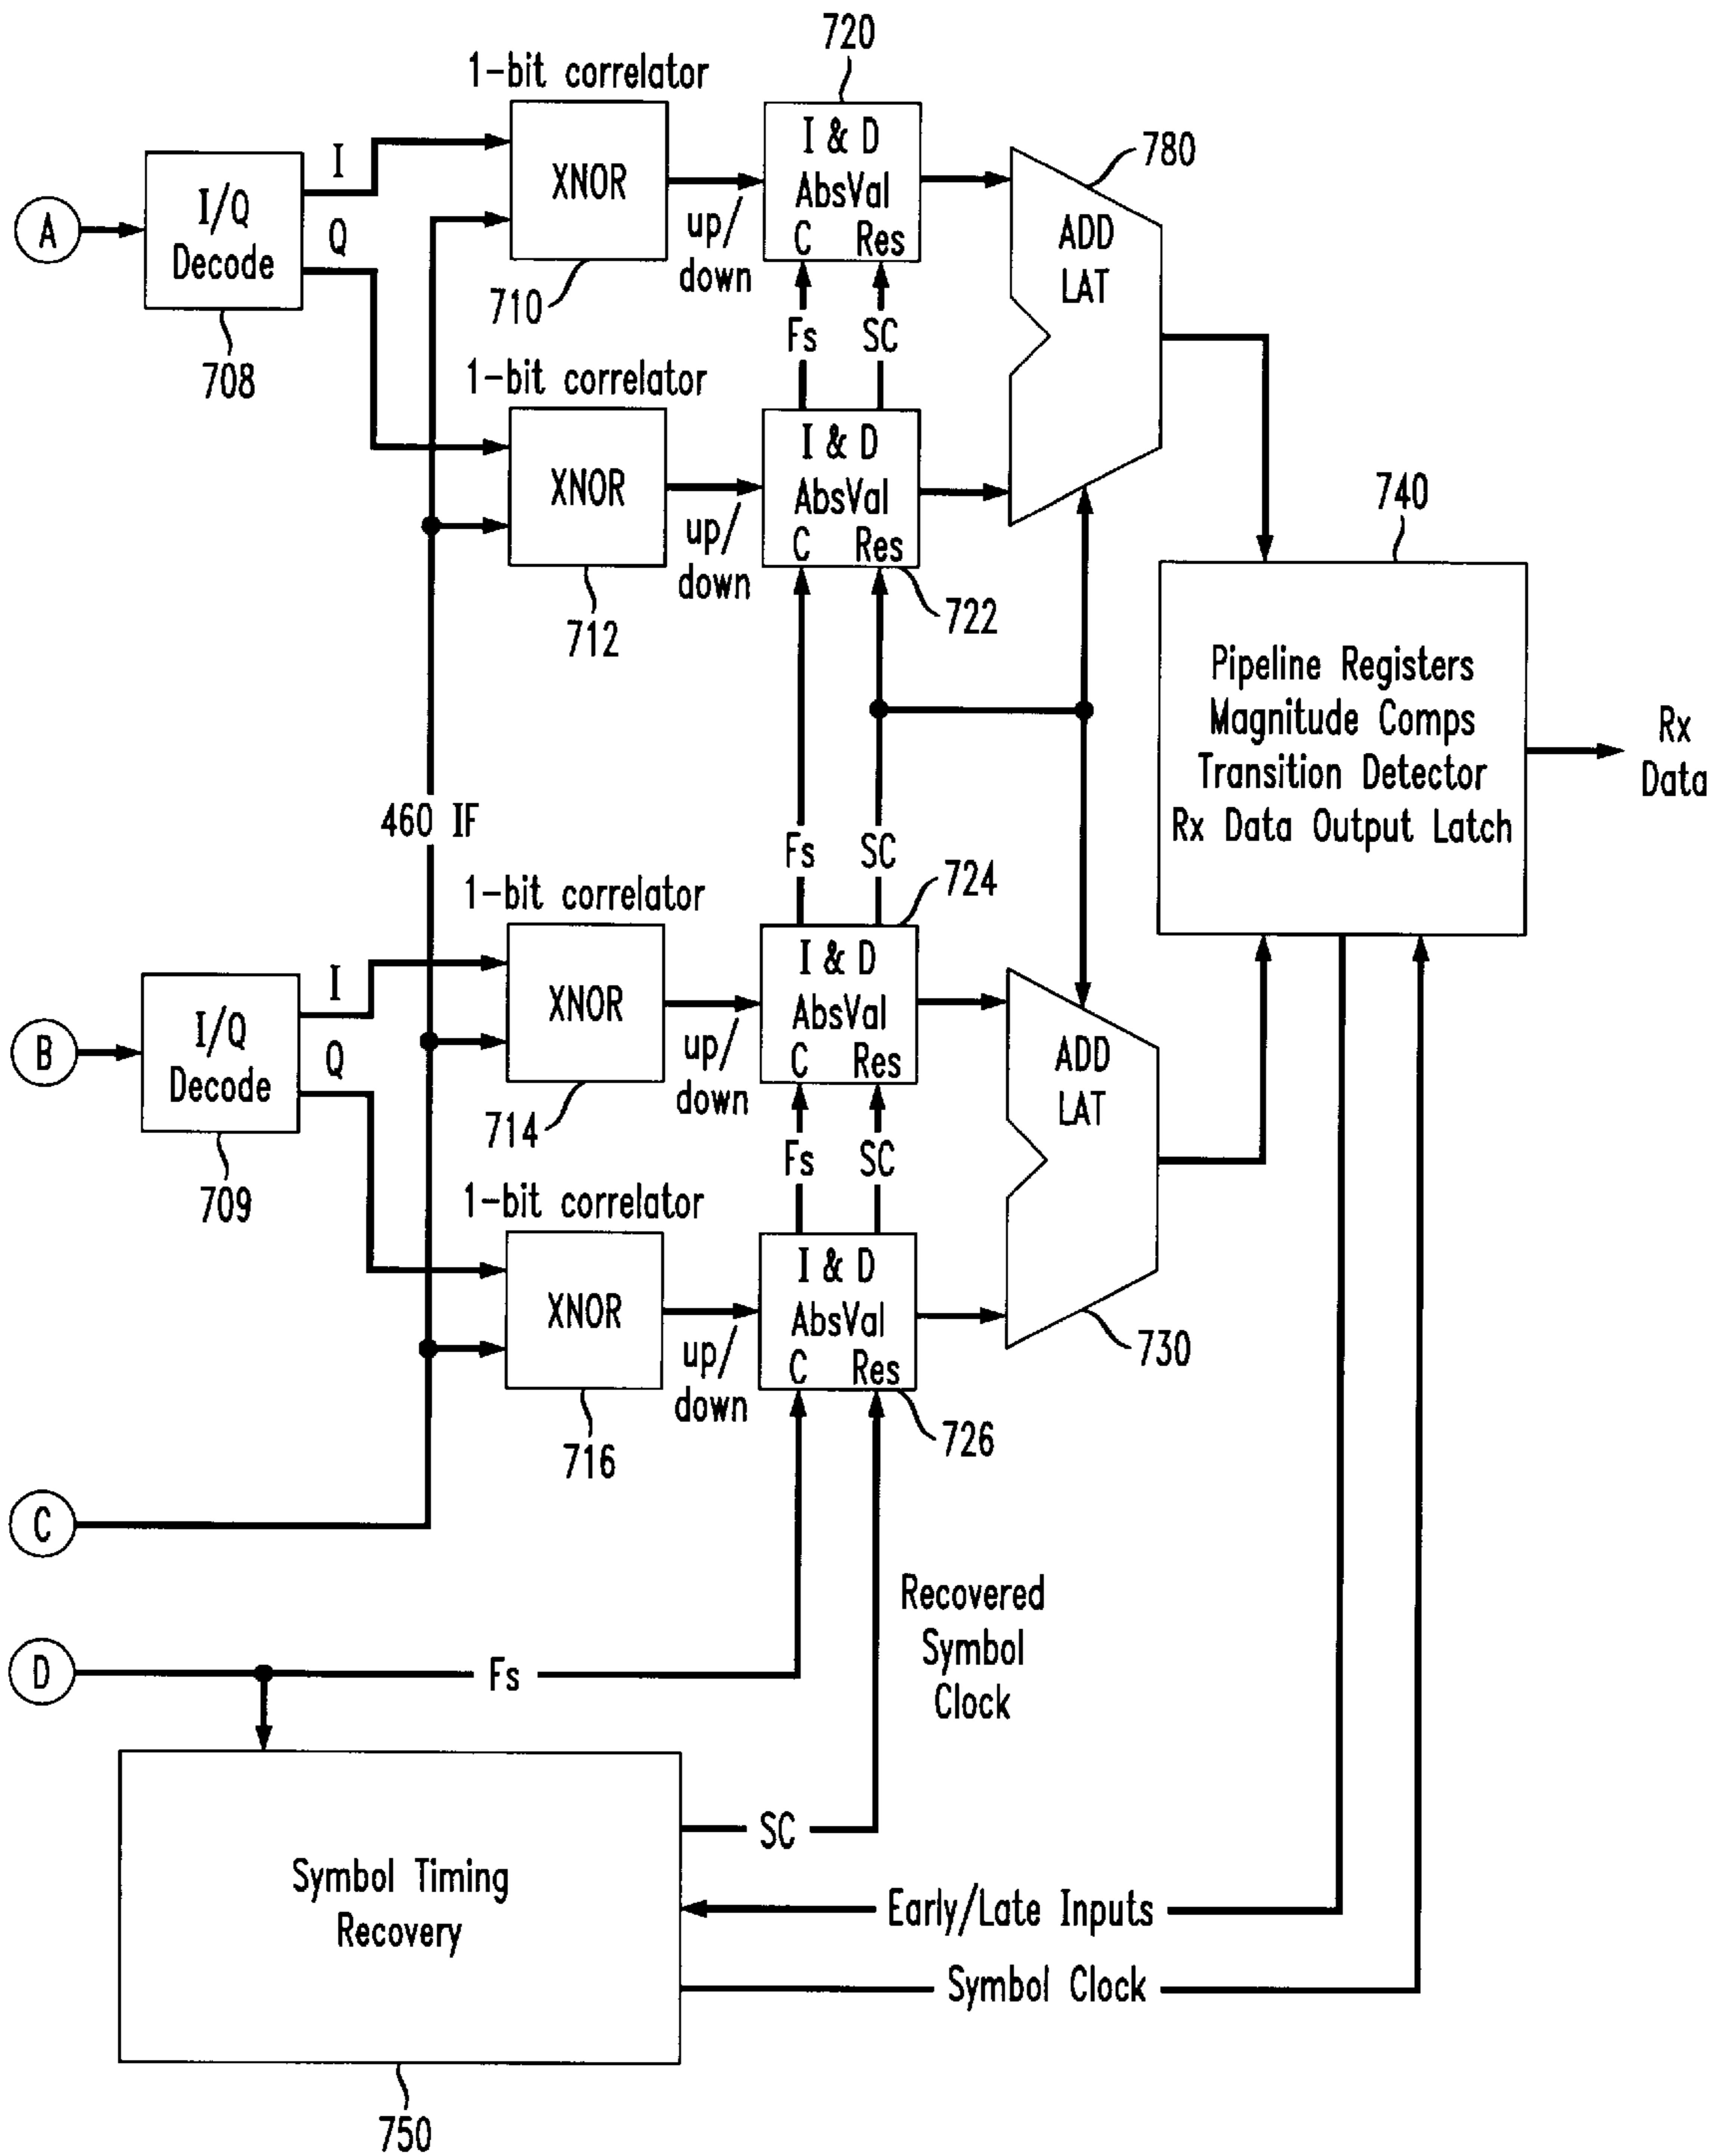 720
1-bit correlator
I & D
AbsVal
C Res
780
A
I/Q
Decode
I
Q
XNOR
up/
down
ADD
LAT
710
708
Fs SC
1-bit correlator
XNOR
up/
down
I & D
AbsVal
C Res
712
722
740
Pipeline Registers
Magnitude Comps
Transition Detector
Rx Data Output Latch
Rx
Data
460 IF
Fs SC
724
1-bit correlator
B
I/Q
Decode
I
Q
XNOR
up/
down
I & D
AbsVal
C Res
ADD
LAT
714
709
Fs SC
1-bit correlator
XNOR
up/
down
I & D
AbsVal
C Res
730
716
726
C
Recovered
Symbol
Clock
D
Fs
SC
Symbol Timing
Recovery
Early/Late Inputs
Symbol Clock
750